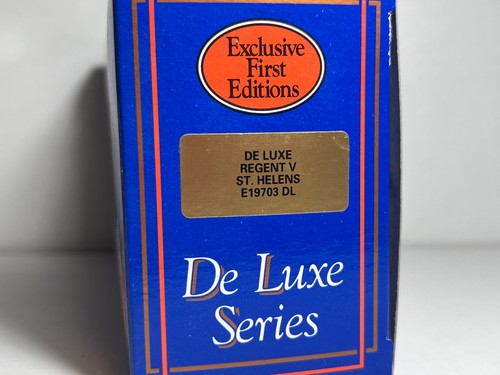 Exclusive
First
Editions
DE LUXE
REGENT V
ST. HELENS
E19703 DL
De Luxe
Series